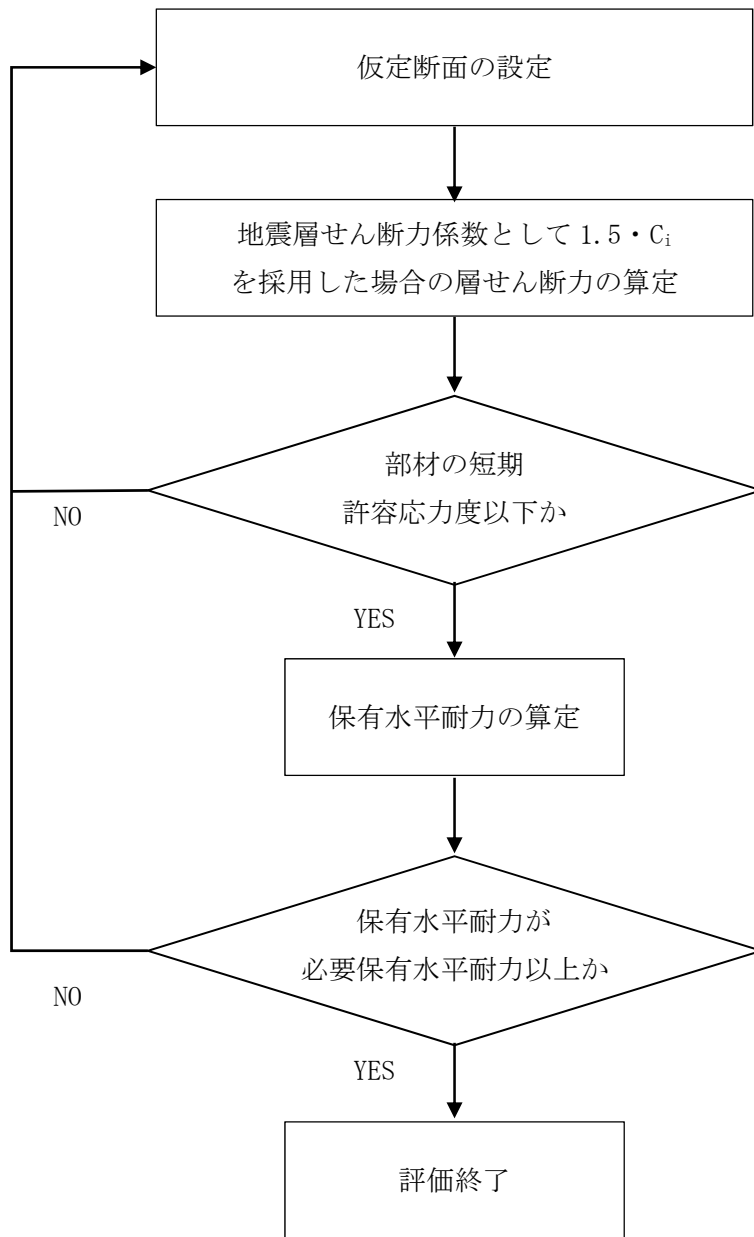 仮定断面の設定
地震層せん断力係数として 1.5・Ci
を採用した場合の層せん断力の算定
部材の短期
許容応力度以下か
NO
YES
保有水平耐力の算定
保有水平耐力が
必要保有水平耐力以上か
NO
YES
評価終了